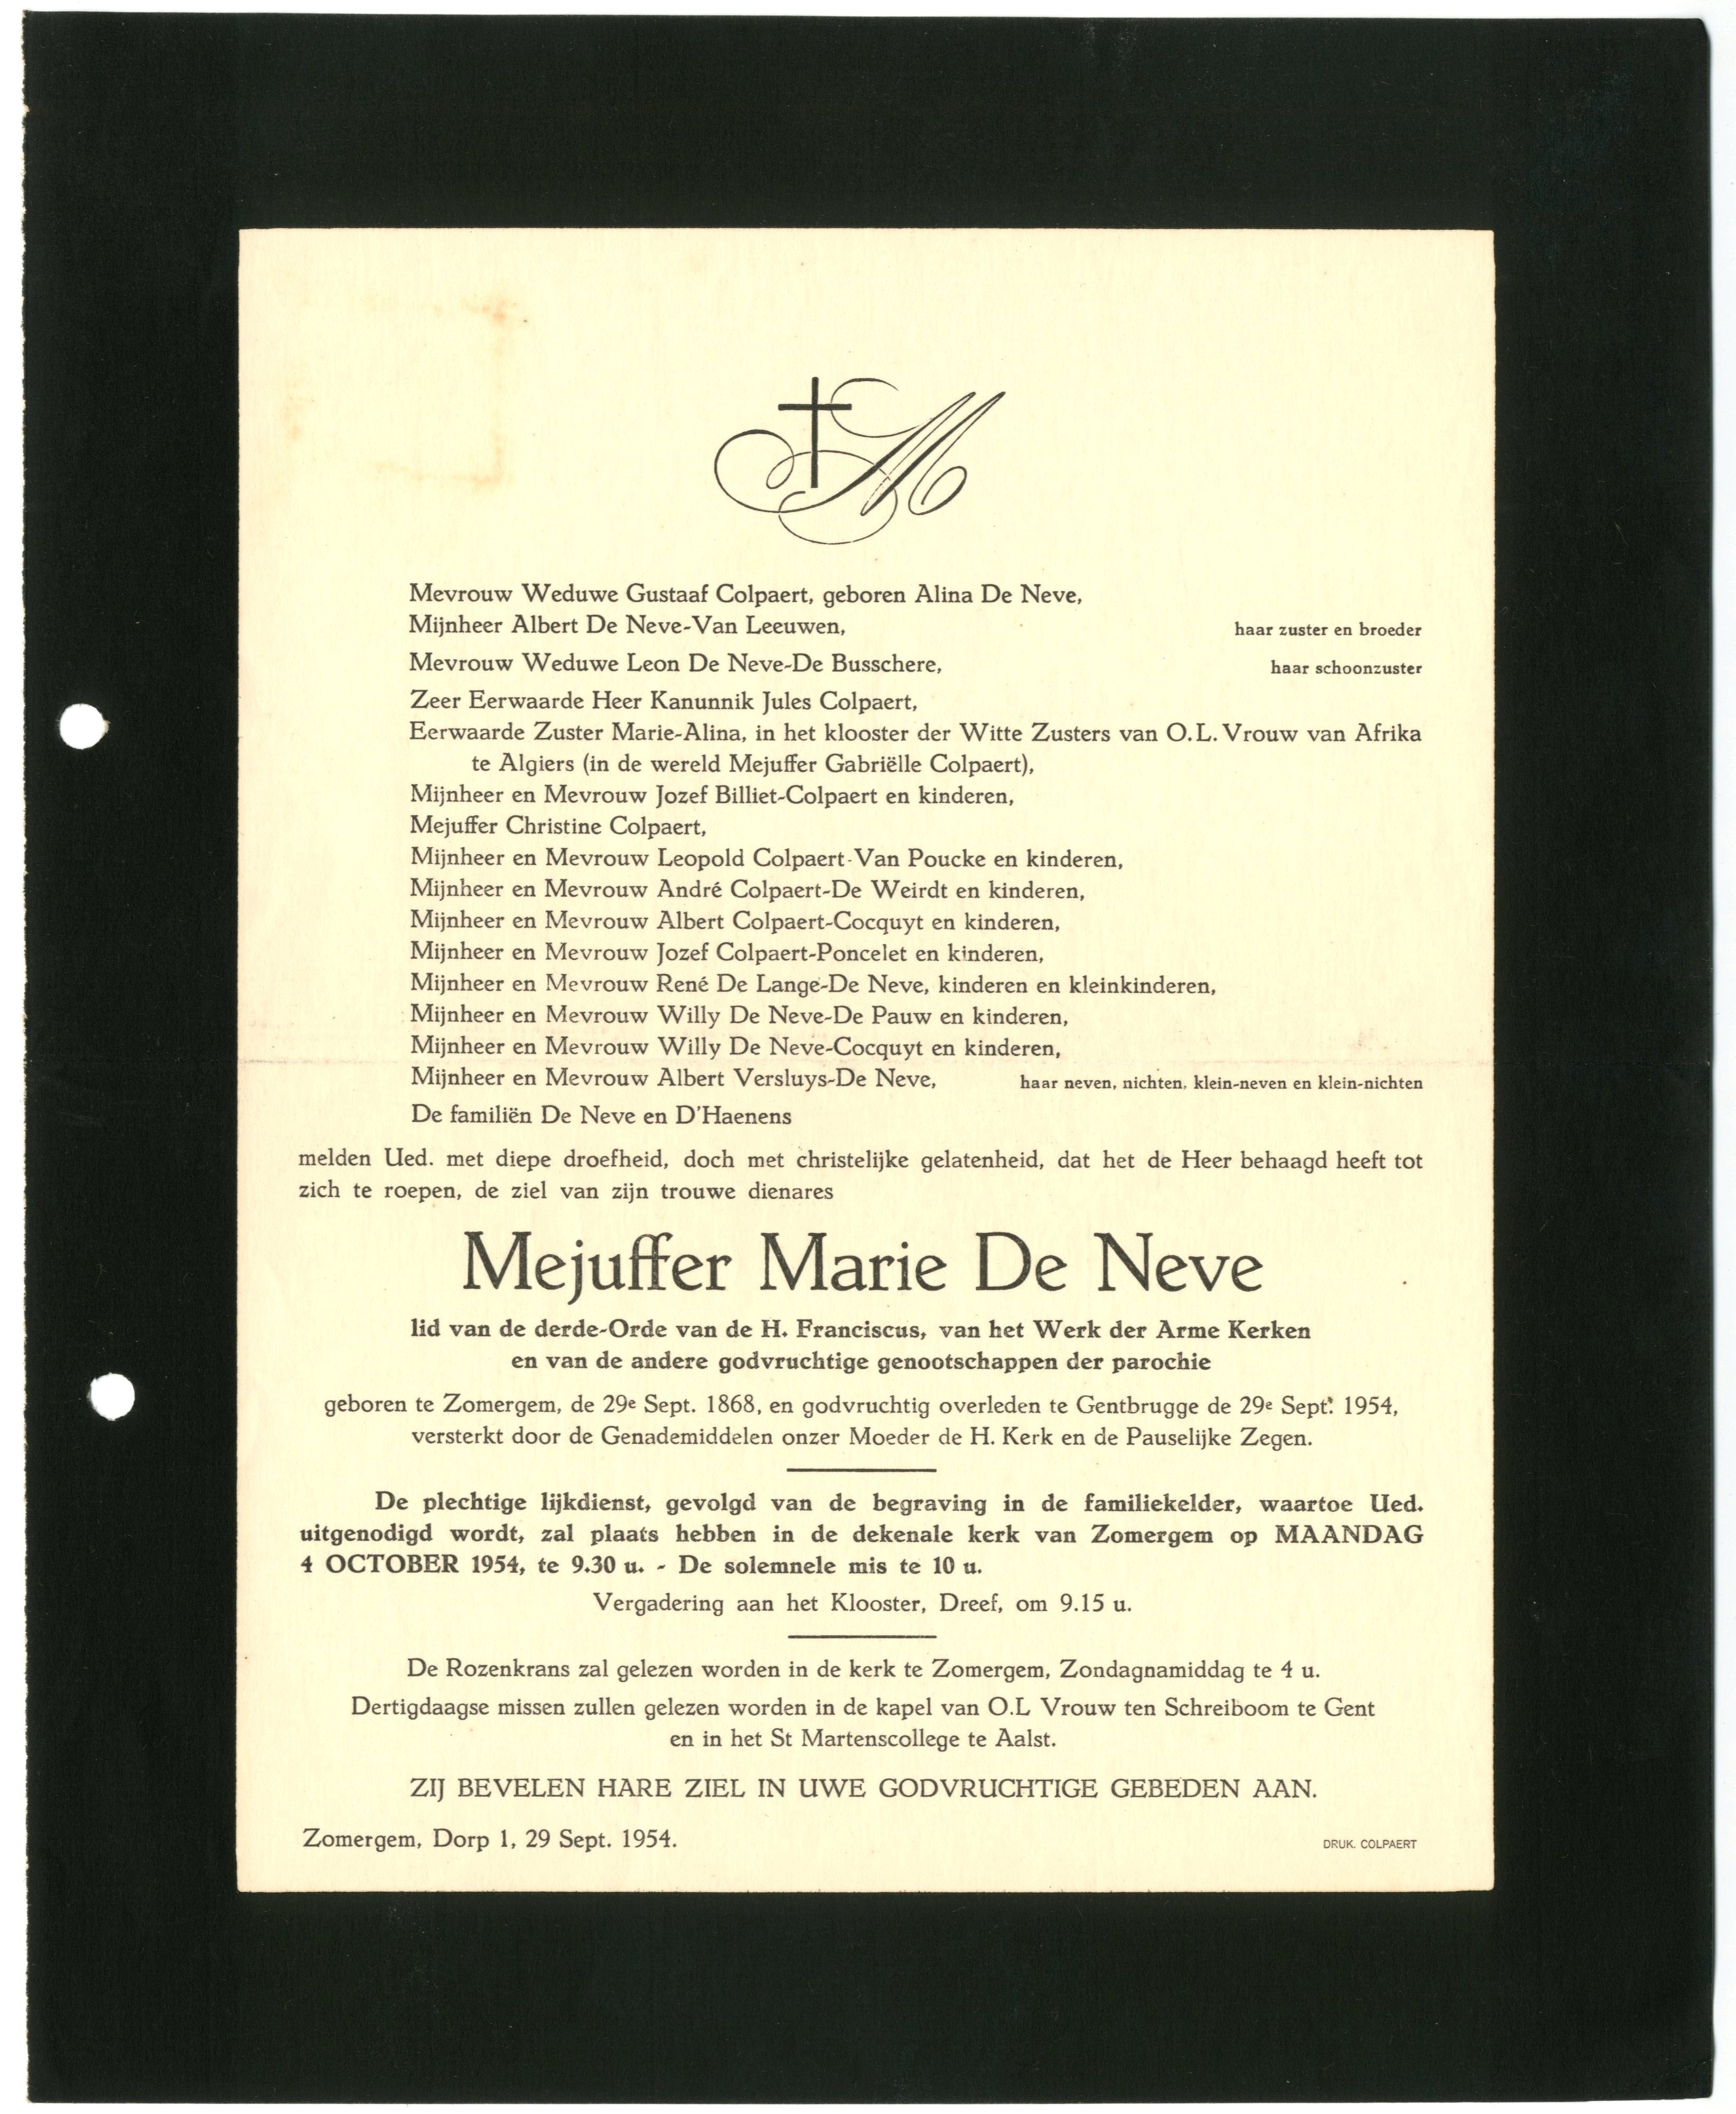 M
Mevrouw Weduwe Gustaaf Colpaert, geboren Alina De Neve,
Mijnheer Albert De Neve-Van Leeuwen, haar zuster en broeder
Mevrouw Weduwe Leon De Neve-De Busschere, haar schoonzuster
Zeer Eerwaarde Heer Kanunnik Jules Colpaert,
Eerwaarde Zuster Marie-Alina, in het klooster der Witte Zusters van O.L. Vrouw van Afrika
te Algiers (in de wereld Mejuffer Gabriëlle Colpaert),
Mijnheer en Mevrouw Jozef Billiet-Colpaert en kinderen,
Mejuffer Christine Colpaert,
Mijnheer en Mevrouw Leopold Colpaert-Van Poucke en kinderen,
Mijnheer en Mevrouw André Colpaert-De Weirdt en kinderen,
Mijnheer en Mevrouw Albert Colpaert-Cocquyt en kinderen,
Mijnheer en Mevrouw Jozef Colpaert-Poncelet en kinderen,
Mijnheer en Mevrouw René De Lange-De Neve, kinderen en kleinkinderen,
Mijnheer en Mevrouw Willy De Neve-De Pauw en kinderen,
Mijnheer en Mevrouw Willy De Neve-Cocquyt en kinderen,
Mijnheer en Mevrouw Albert Versluys-De Neve, haar neven, nichten, klein-neven en klein-nichten
De familiën De Neve en D'Haenens
melden Ued. met diepe droefheid, doch met christelijke gelatenheid, dat het de Heer behaagd heeft tot
zich te roepen, de ziel van zijn trouwe dienares
Mejuffer Marie De Neve
lid van de derde-Orde van de H. Franciscus, van het Werk der Arme Kerken
en van de andere godvruchtige genootschappen der parochie
geboren te Zomergem, de 29e Sept. 1868, en godvruchtig overleden te Gentbrugge de 29e Sept. 1954,
versterkt door de Genademiddelen onzer Moeder de H. Kerk en de Pauselijke Zegen.
De plechtige lijkdienst, gevolgd van de begraving in de familiekelder, waartoe Ued.
uitgenodigd wordt, zal plaats hebben in de dekenale kerk van Zomergem op MAANDAG
4 OCTOBER 1954, te 9.30 u. - De solemnele mis te 10 u.
Vergadering aan het Klooster, Dreef, om 9.15 u.
De Rozenkrans zal gelezen worden in de kerk te Zomergem, Zondagnamiddag te 4 u.
Dertigdaagse missen zullen gelezen worden in de kapel van O.L Vrouw ten Schreiboom te Gent
en in het St Martenscollege te Aalst.
ZIJ BEVELEN HARE ZIEL IN UWE GODVRUCHTIGE GEBEDEN AAN.
Zomergem, Dorp 1, 29 Sept. 1954.
DRUK. COLPAERT